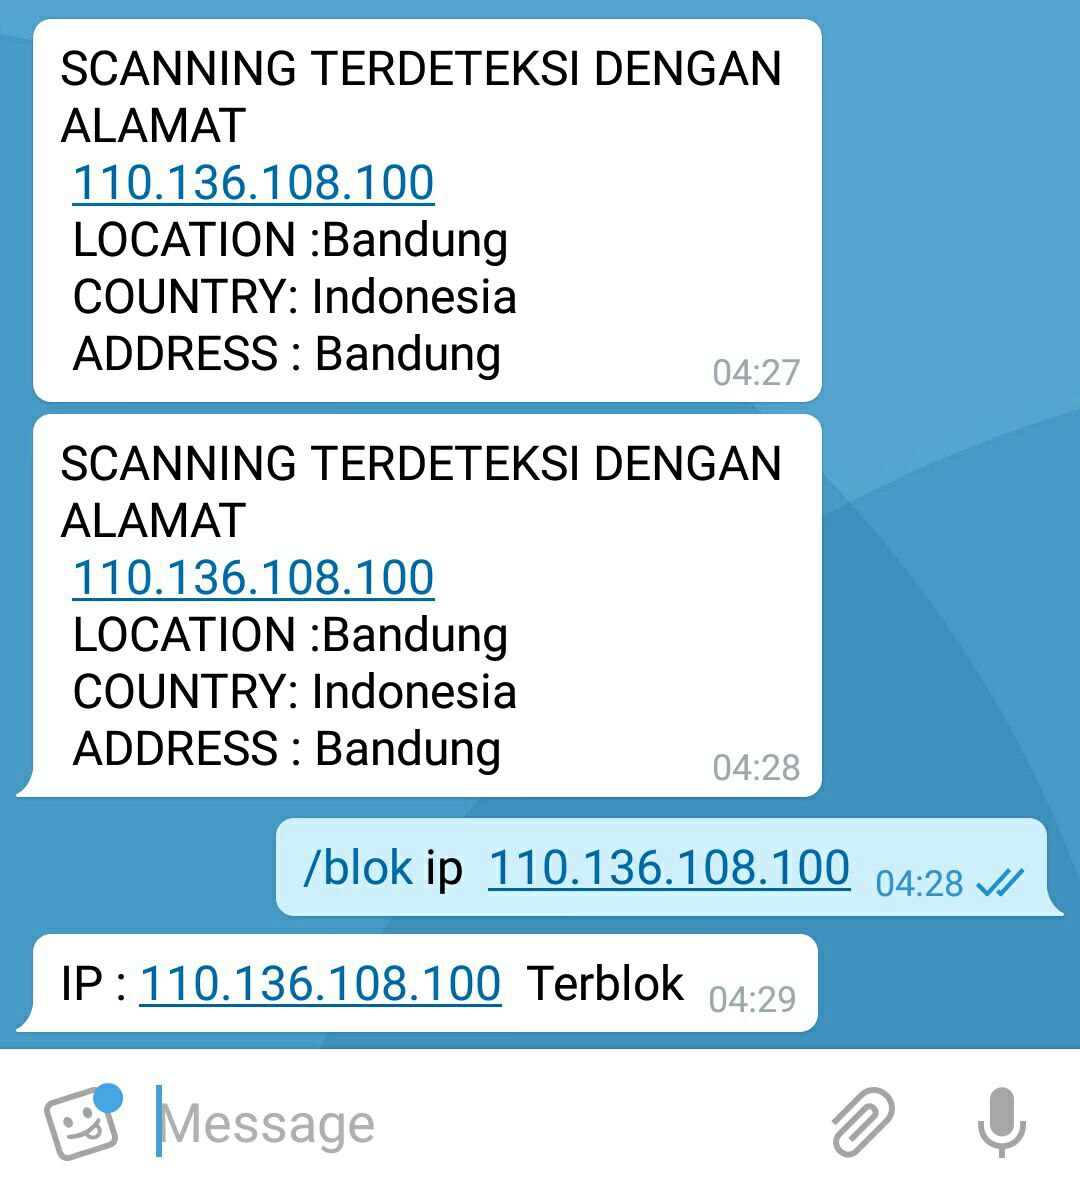 SCANNING TERDETEKSI DENGAN
ALAMAT
110.136.108.100
LOCATION :Bandung
COUNTRY: Indonesia
ADDRESS : Bandung
04:27
SCANNING TERDETEKSI DENGAN
ALAMAT
110.136.108.100
LOCATION :Bandung
COUNTRY: Indonesia
ADDRESS : Bandung
04:28
/blok ip 110.136.108.100 04:28
IP : 110.136.108.100 Terblok 04:29
Message